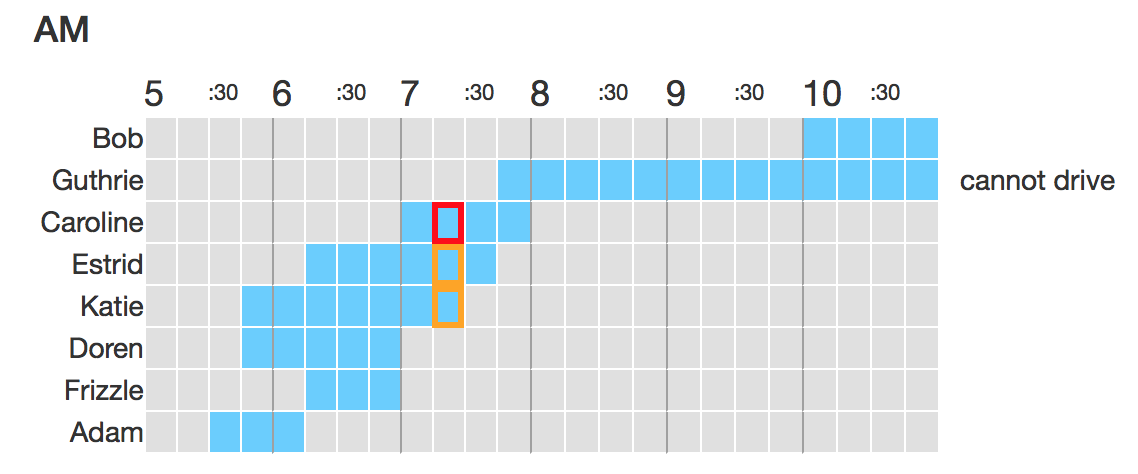 AM
5 :30 6 :30 7 :30 8 :30 9 :30 10 :30
Bob
Guthrie cannot drive
Caroline
Estrid
Katie
Doren
Frizzle
Adam